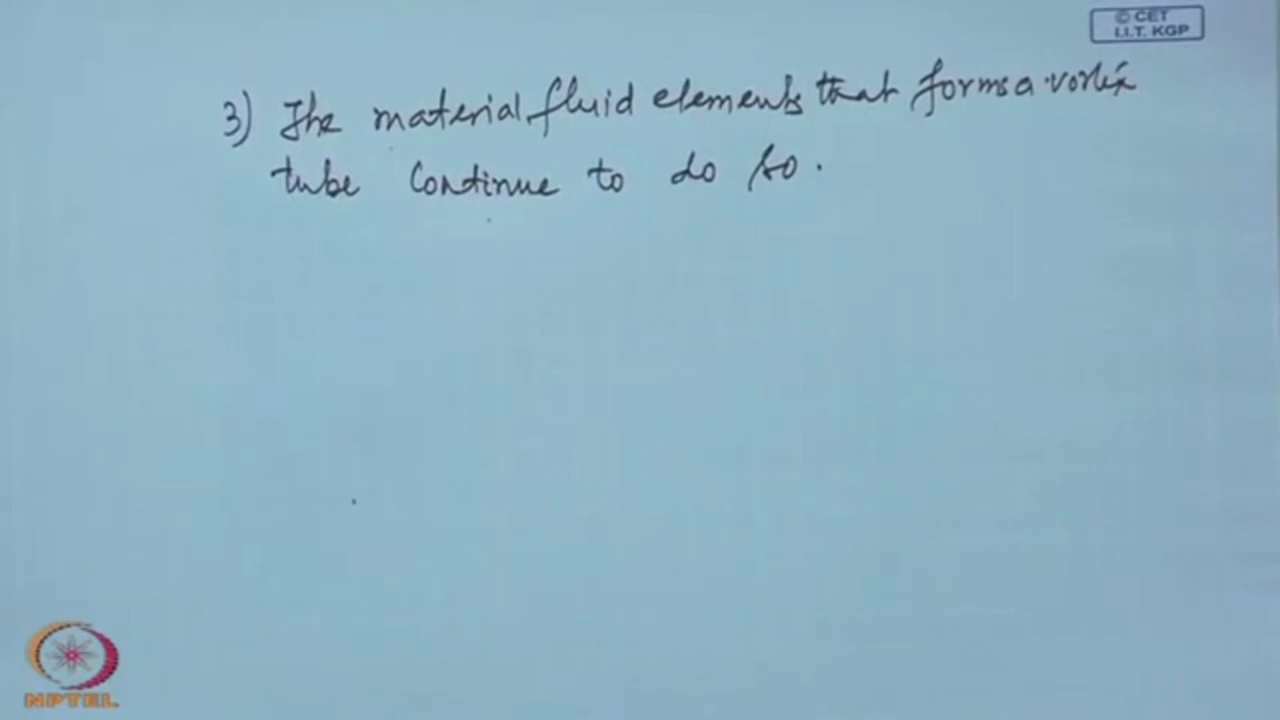 © CET
I.I.T. KGP
3) The material fluid elements that forms a vortex
tube continue to do so.
NPTEL